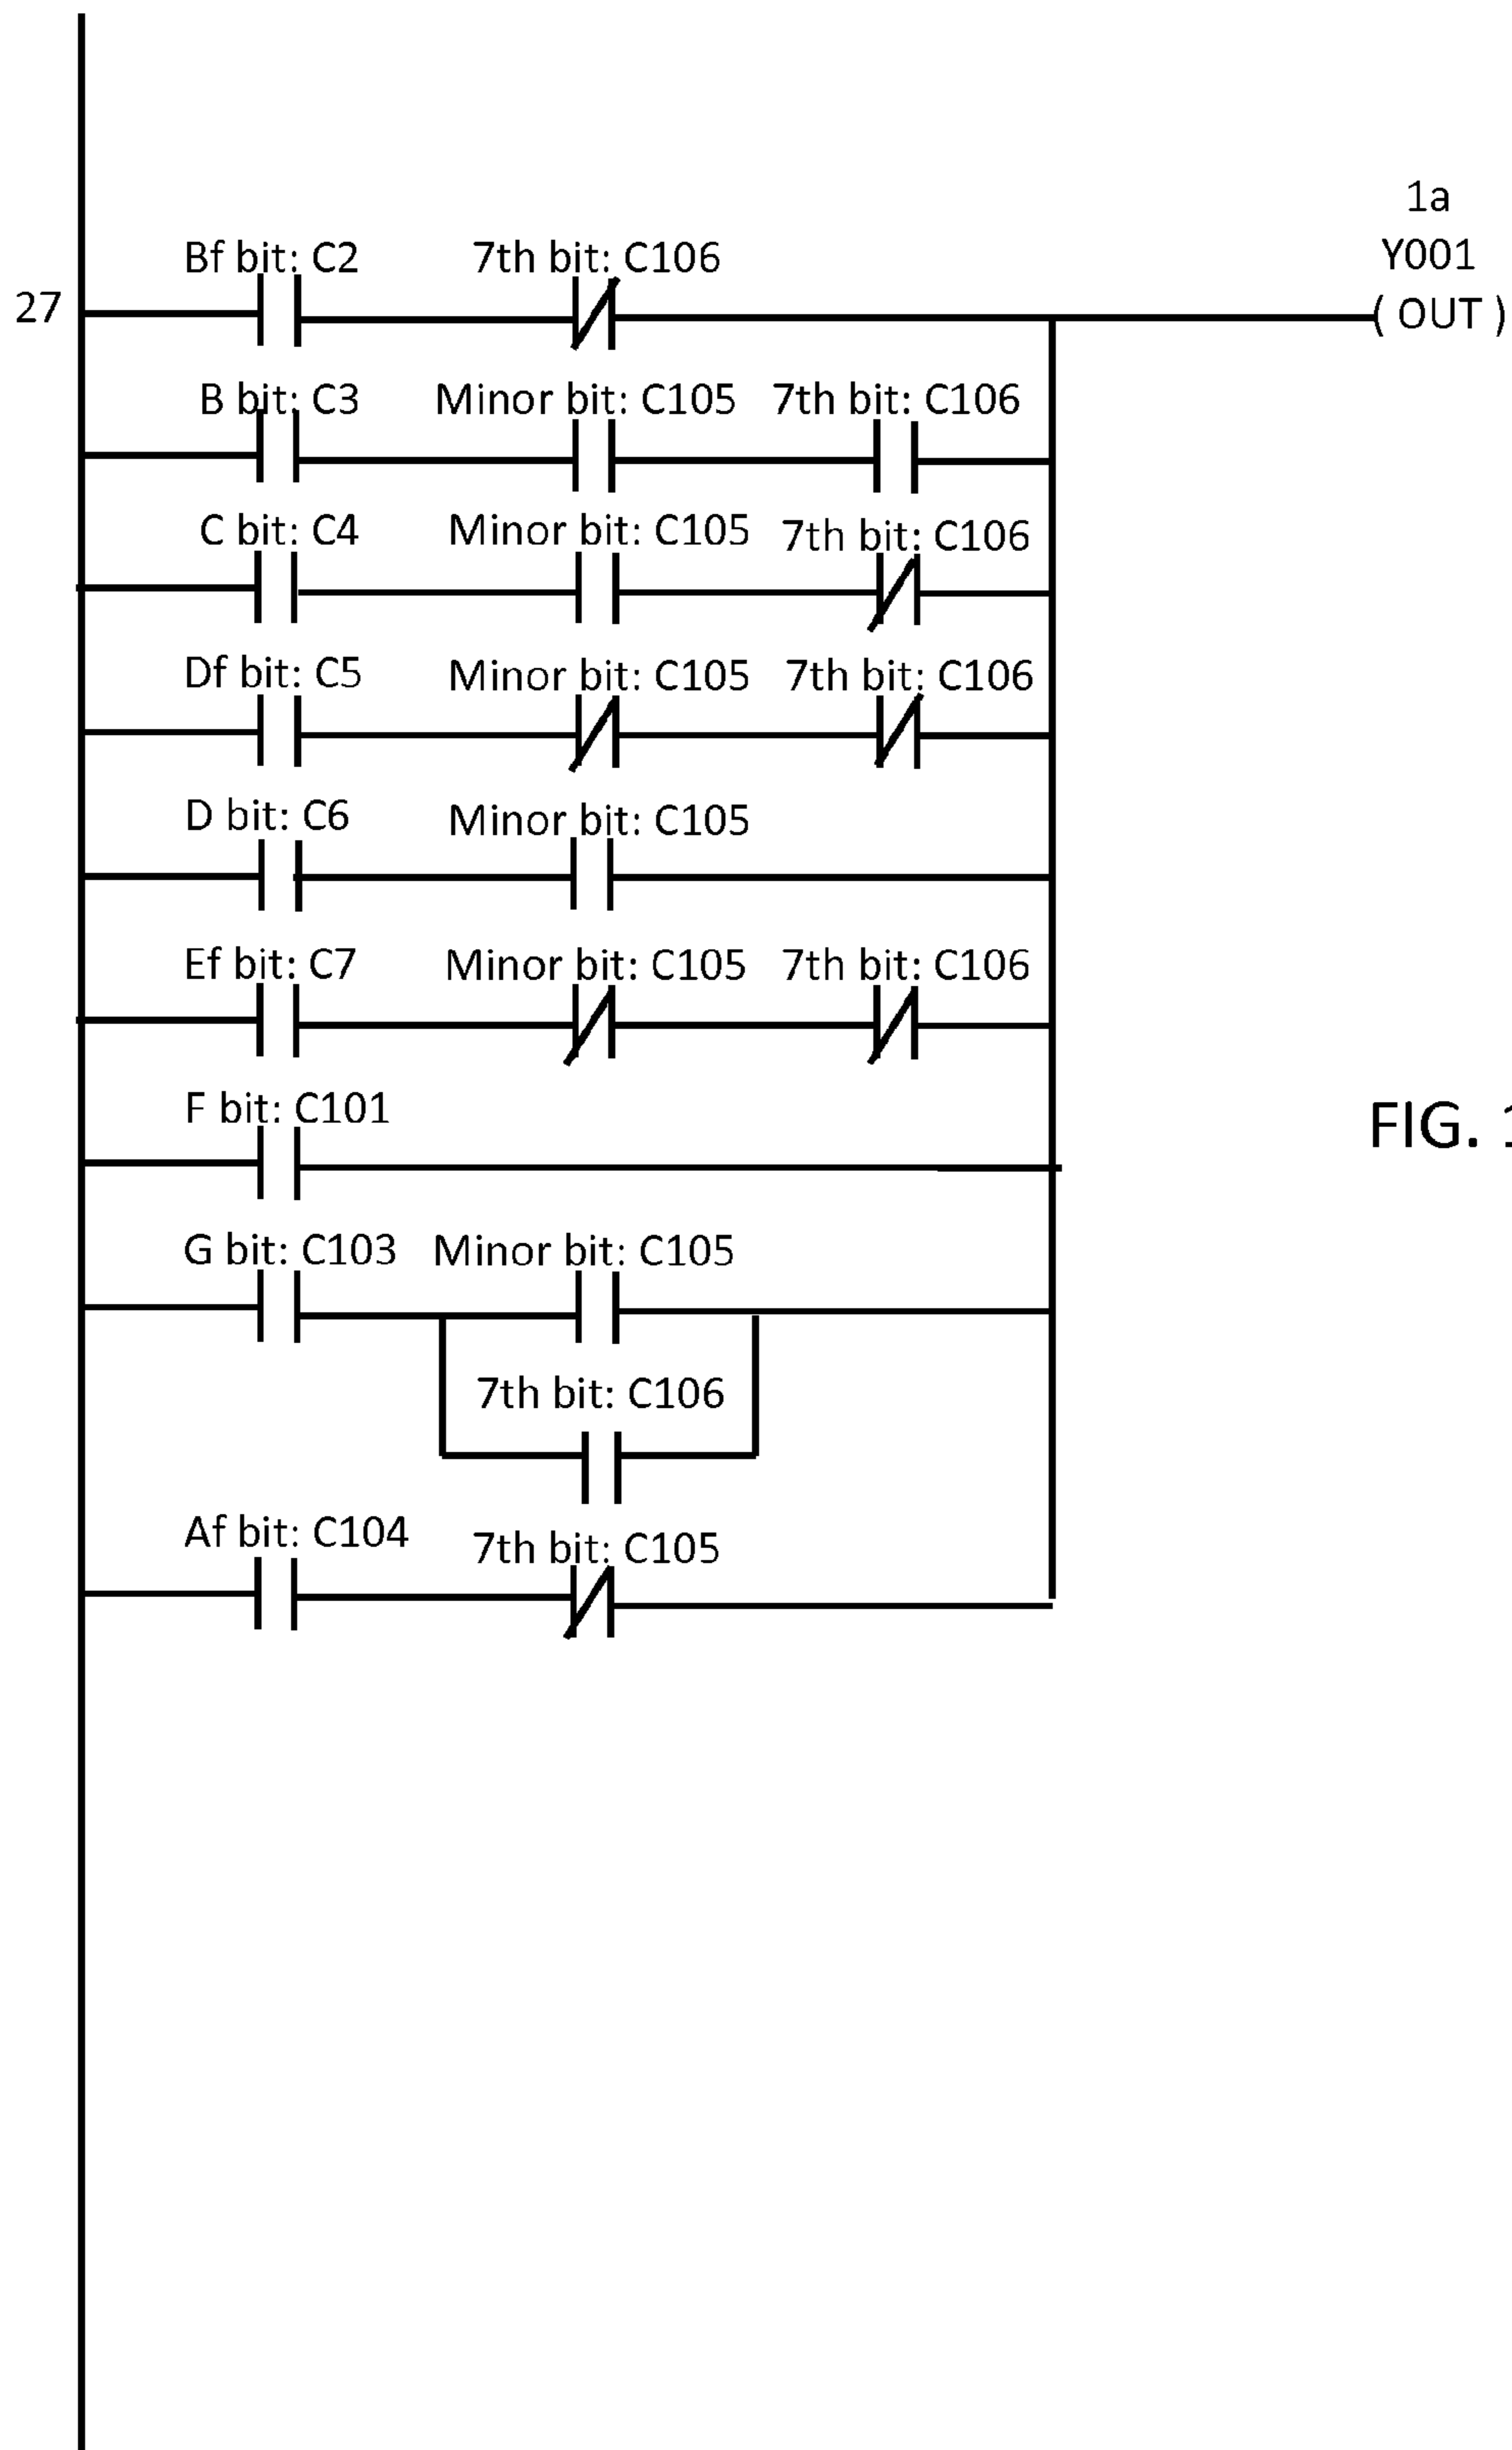 1a
Y001
27
Bf bit: C2 7th bit: C106
( OUT )
B bit: C3 Minor bit: C105 7th bit: C106
C bit: C4 Minor bit: C105 7th bit: C106
Df bit: C5 Minor bit: C105 7th bit: C106
D bit: C6 Minor bit: C105
Ef bit: C7 Minor bit: C105 7th bit: C106
F bit: C101
FIG.
G bit: C103 Minor bit: C105
7th bit: C106
Af bit: C104 7th bit: C105